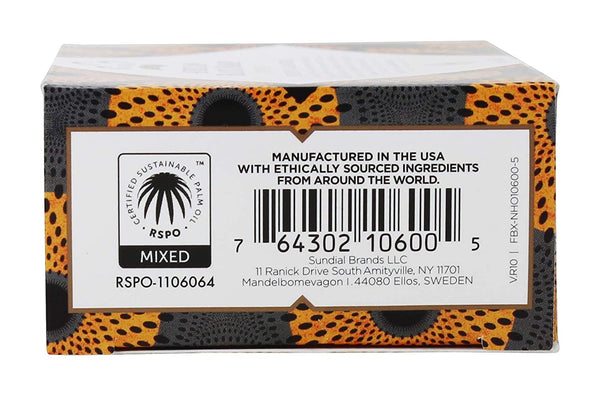 CERTIFIED SUSTAINABLE PALM OIL
™
RSPO
MIXED
RSPO-1106064
MANUFACTURED IN THE USA
WITH ETHICALLY SOURCED INGREDIENTS
FROM AROUND THE WORLD.
7 64302 10600 5
Sundial Brands LLC
11 Ranick Drive South Amityville, NY 11701
Mandelbomevagon 1. 44080 Ellos, SWEDEN
VR10 | FBX-NHO10600-5